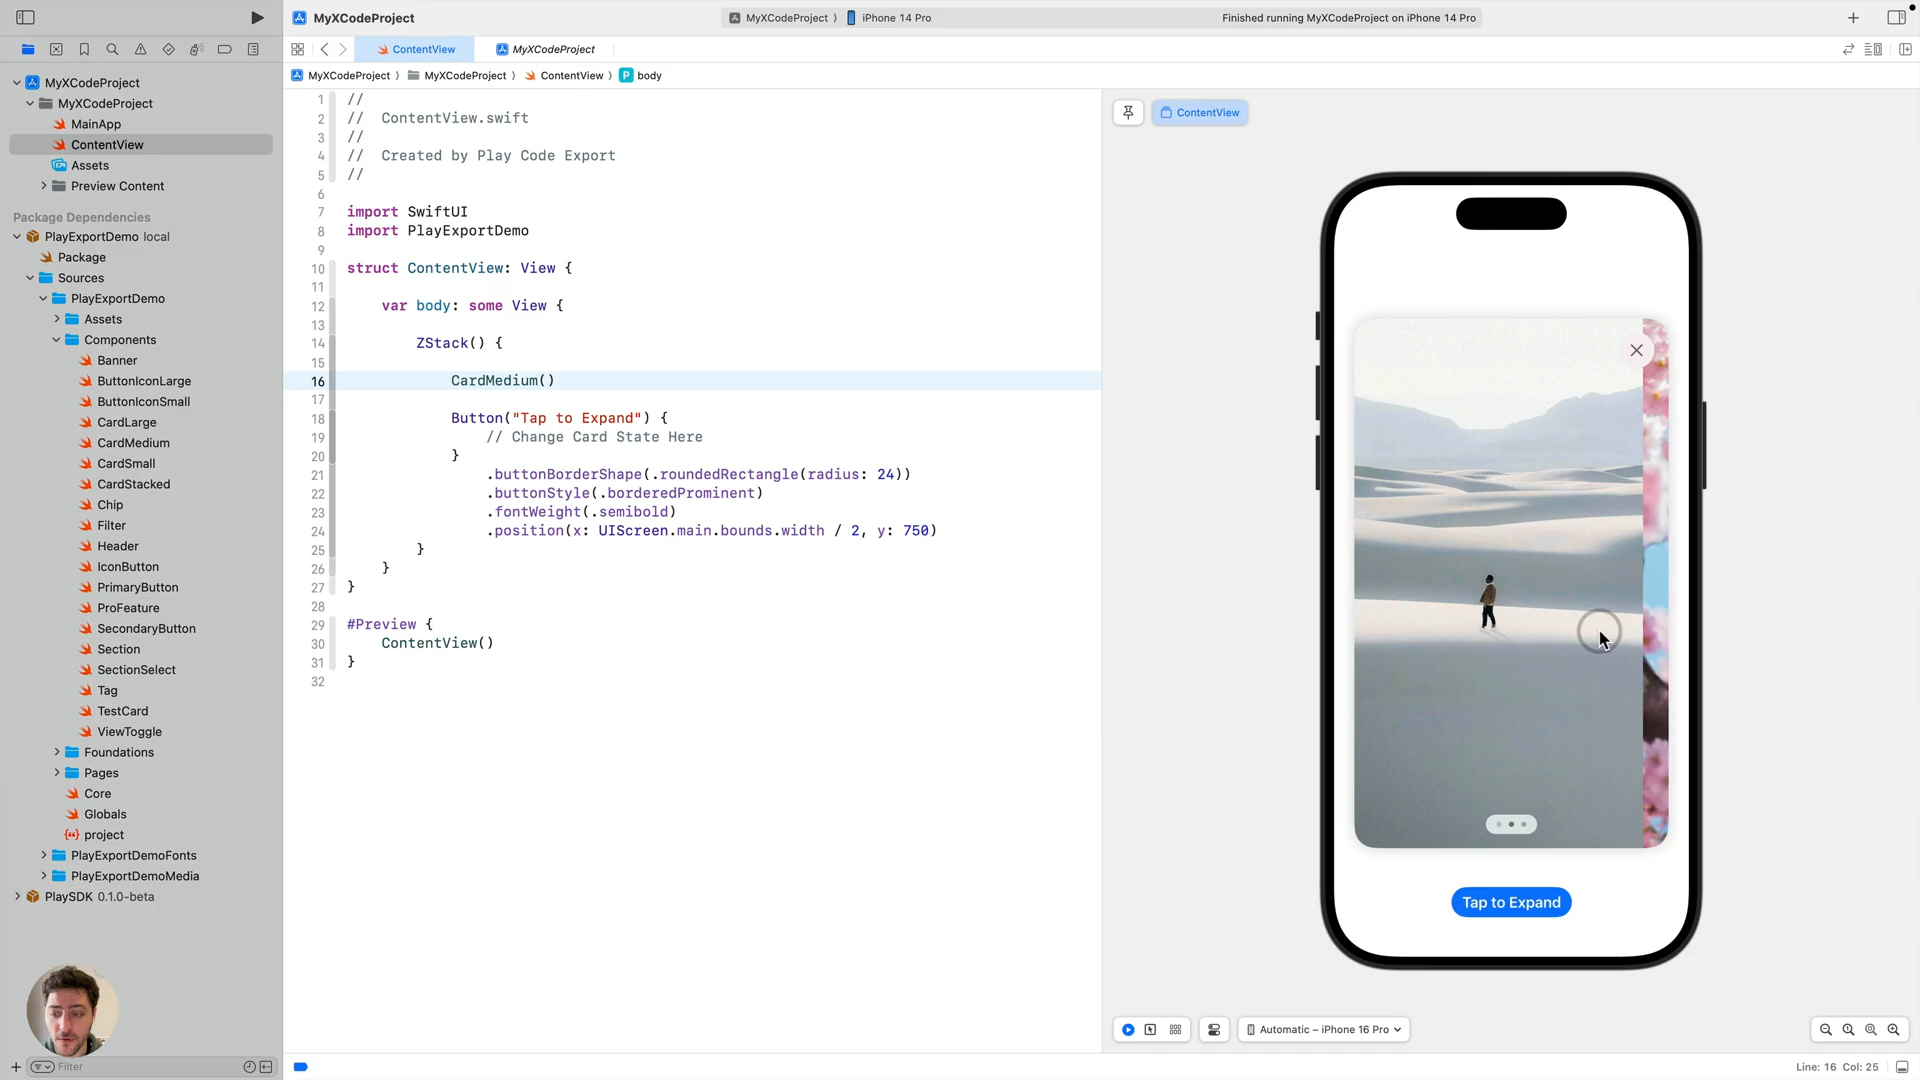 MyXCodeProject
MyXCodeProject
iPhone 14 Pro
Finished running MyXCodeProject on iPhone 14 Pro
ContentView
MyXCodeProject
MyXCodeProject
MyXCodeProject
ContentView
body
MyXCodeProject
MyXCodeProject
MainApp
ContentView
Assets
Preview Content
Package Dependencies
PlayExportDemo local
Package
Sources
PlayExportDemo
Assets
Components
Banner
ButtonIconLarge
ButtonIconSmall
CardLarge
CardMedium
CardSmall
CardStacked
Chip
Filter
Header
IconButton
PrimaryButton
ProFeature
SecondaryButton
Section
SectionSelect
Tag
TestCard
ViewToggle
Foundations
Pages
Core
Globals
project
PlayExportDemoFonts
PlayExportDemoMedia
PlaySDK 0.1.0-beta
Filter
1 //
2 // ContentView.swift
3 //
4 // Created by Play Code Export
5 //
6
7 import SwiftUI
8 import PlayExportDemo
9
10 struct ContentView: View {
11
12 var body: some View {
13
14 ZStack() {
15
16 CardMedium()
17
18 Button("Tap to Expand") {
19 // Change Card State Here
20 }
21 .buttonBorderShape(.roundedRectangle(radius: 24))
22 .buttonStyle(.borderedProminent)
23 .fontWeight(.semibold)
24 .position(x: UIScreen.main.bounds.width / 2, y: 750)
25 }
26 }
27 }
28
29 #Preview {
30 ContentView()
31 }
32
ContentView
Tap to Expand
Automatic – iPhone 16 Pro
Line: 16 Col: 25